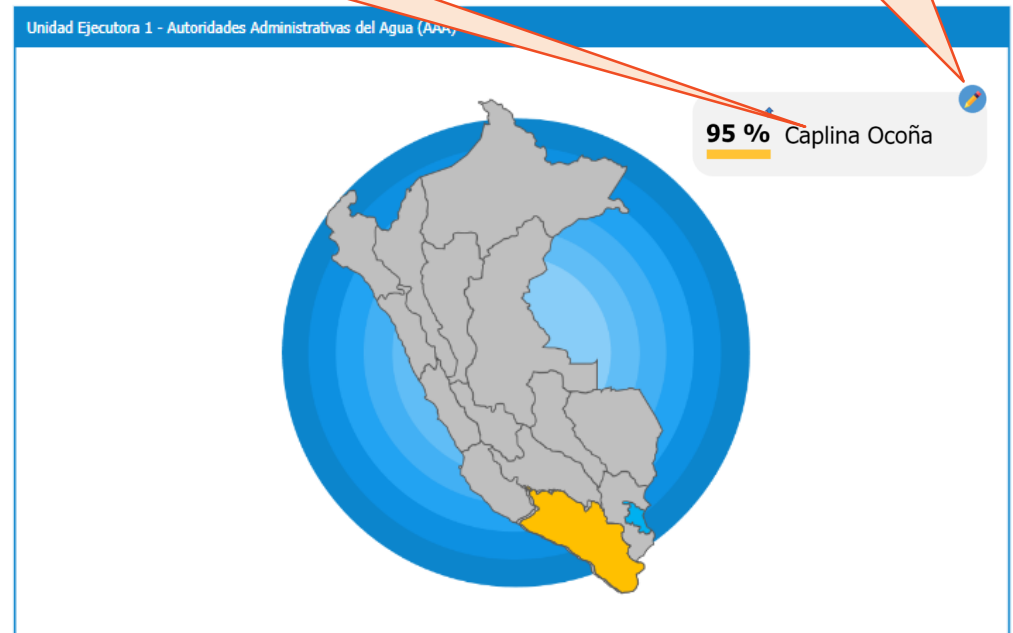 Unidad Ejecutora 1 - Autoridades Administrativas del Agua (AAA)
95 % Caplina Ocoña